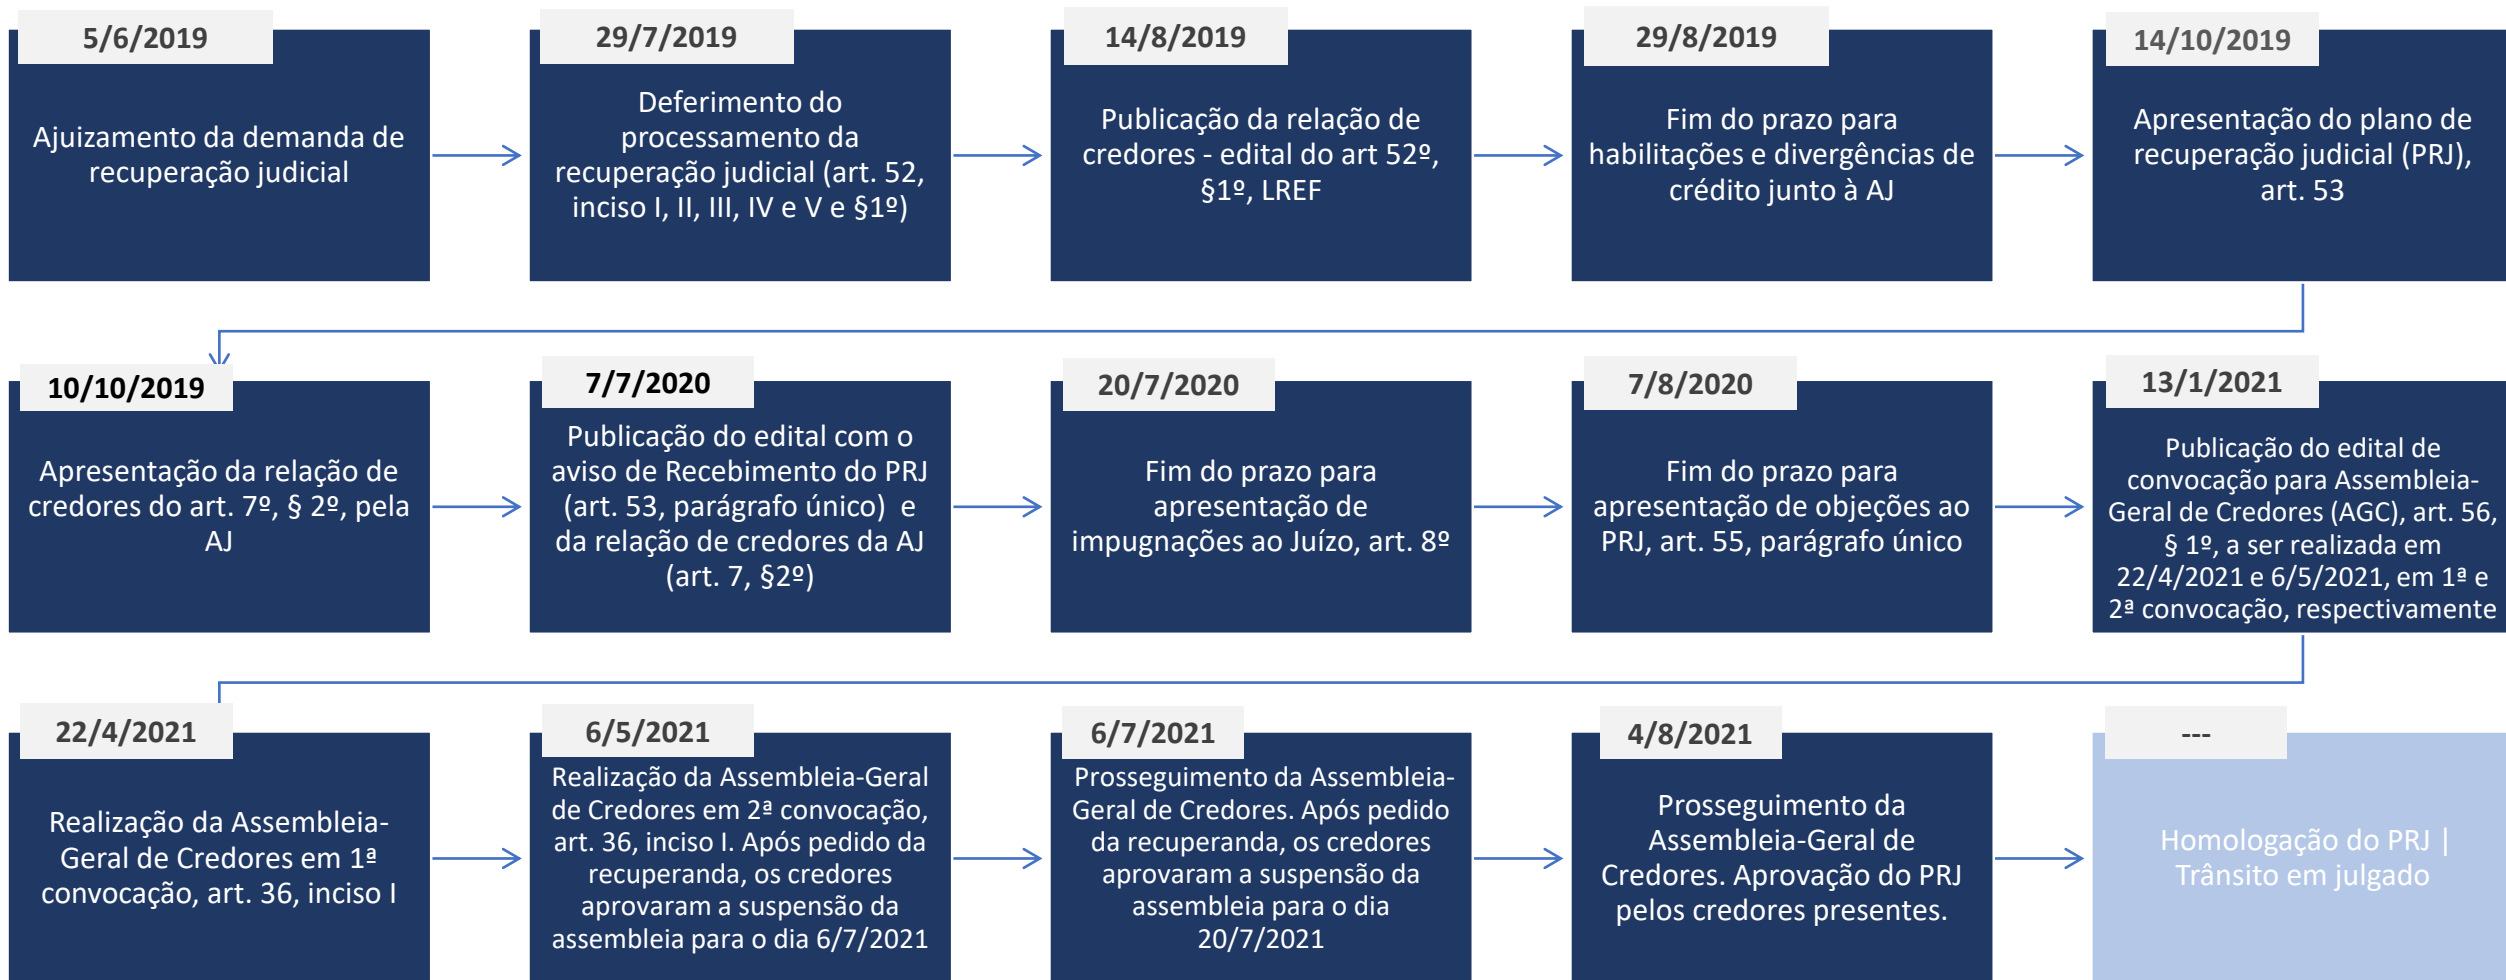 5/6/2019
Ajuizamento da demanda de
recuperação judicial
29/7/2019
Deferimento do
processamento da
recuperação judicial (art. 52,
inciso I, II, III, IV e V e §1º)
14/8/2019
Publicação da relação de
credores - edital do art 52º,
§1º, LREF
29/8/2019
Fim do prazo para
habilitações e divergências de
crédito junto à AJ
14/10/2019
Apresentação do plano de
recuperação judicial (PRJ),
art. 53
10/10/2019
Apresentação da relação de
credores do art. 7º, § 2º, pela
AJ
7/7/2020
Publicação do edital com o
aviso de Recebimento do PRJ
(art. 53, parágrafo único) e
da relação de credores da AJ
(art. 7, §2º)
20/7/2020
Fim do prazo para
apresentação de
impugnações ao Juízo, art. 8º
7/8/2020
Fim do prazo para
apresentação de objeções ao
PRJ, art. 55, parágrafo único
13/1/2021
Publicação do edital de
convocação para Assembleia-
Geral de Credores (AGC), art. 56,
§ 1º, a ser realizada em
22/4/2021 e 6/5/2021, em 1ª e
2ª convocação, respectivamente
22/4/2021
Realização da Assembleia-
Geral de Credores em 1ª
convocação, art. 36, inciso I
6/5/2021
Realização da Assembleia-Geral
de Credores em 2ª convocação,
art. 36, inciso I. Após pedido da
recuperanda, os credores
aprovaram a suspensão da
assembleia para o dia 6/7/2021
6/7/2021
Prosseguimento da Assembleia-
Geral de Credores. Após pedido
da recuperanda, os credores
aprovaram a suspensão da
assembleia para o dia
20/7/2021
4/8/2021
Prosseguimento da
Assembleia-Geral de
Credores. Aprovação do PRJ
pelos credores presentes.
---
Homologação do PRJ |
Trânsito em julgado